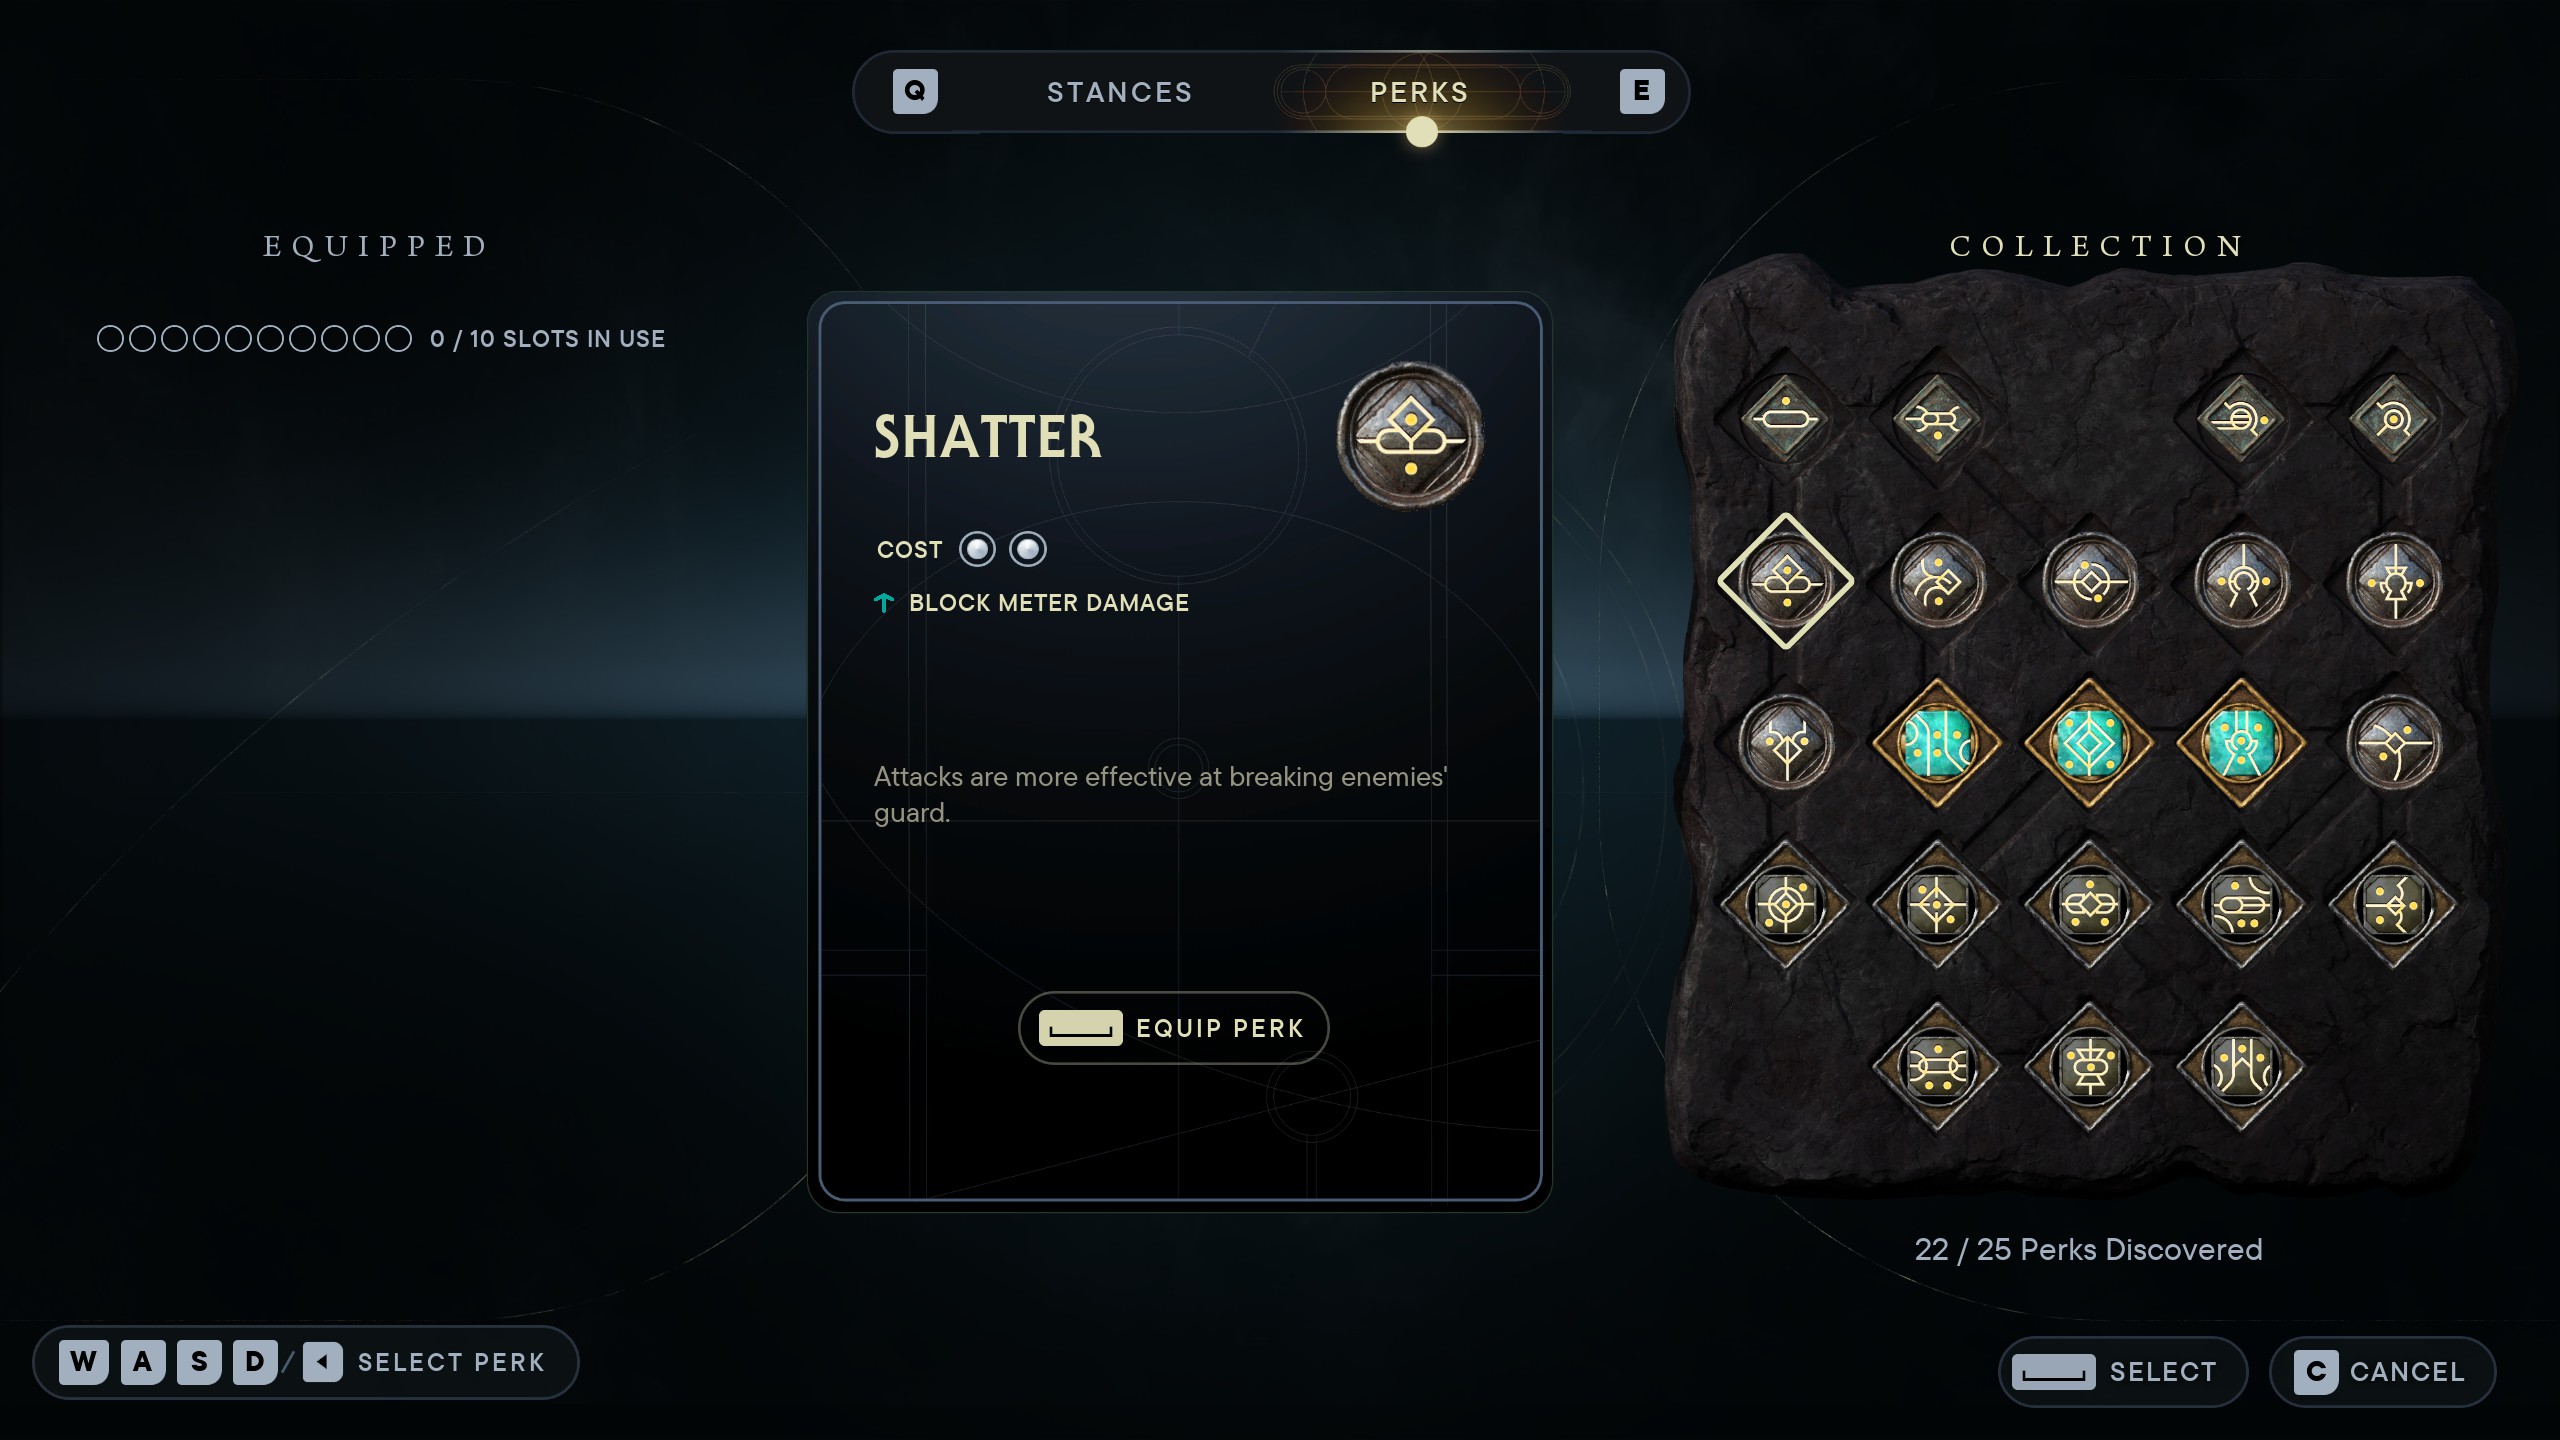 Q STANCES PERKS E
EQUIPPED
0 / 10 SLOTS IN USE
SHATTER
COST
BLOCK METER DAMAGE
Attacks are more effective at breaking enemies'
guard.
EQUIP PERK
COLLECTION
22 / 25 Perks Discovered
W A S D / SELECT PERK
SELECT
C CANCEL